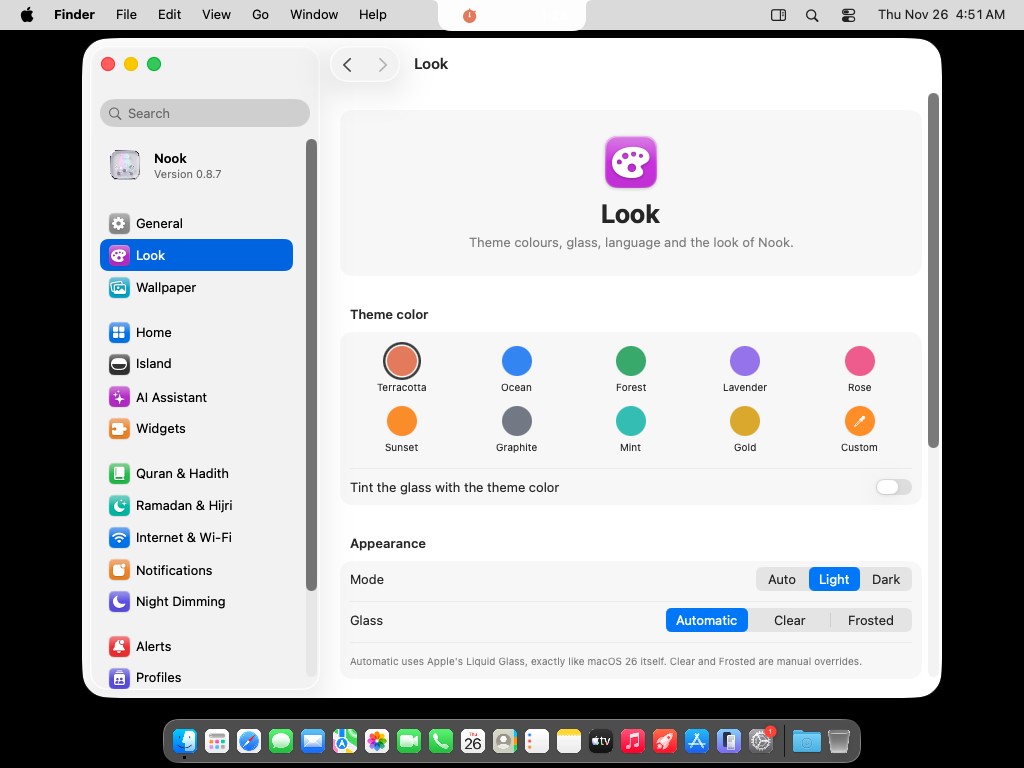 Finder File Edit View Go Window Help Thu Nov 26 4:51 AM
Look
Search
Nook
Version 0.8.7
General
Look
Wallpaper
Home
Island
AI Assistant
Widgets
Quran & Hadith
Ramadan & Hijri
Internet & Wi-Fi
Notifications
Night Dimming
Alerts
Profiles
Look
Theme colours, glass, language and the look of Nook.
Theme color
Terracotta Ocean Forest Lavender Rose
Sunset Graphite Mint Gold Custom
Tint the glass with the theme color
Appearance
Mode Auto Light Dark
Glass Automatic Clear Frosted
Automatic uses Apple's Liquid Glass, exactly like macOS 26 itself. Clear and Frosted are manual overrides.
Thu
26
tv
1